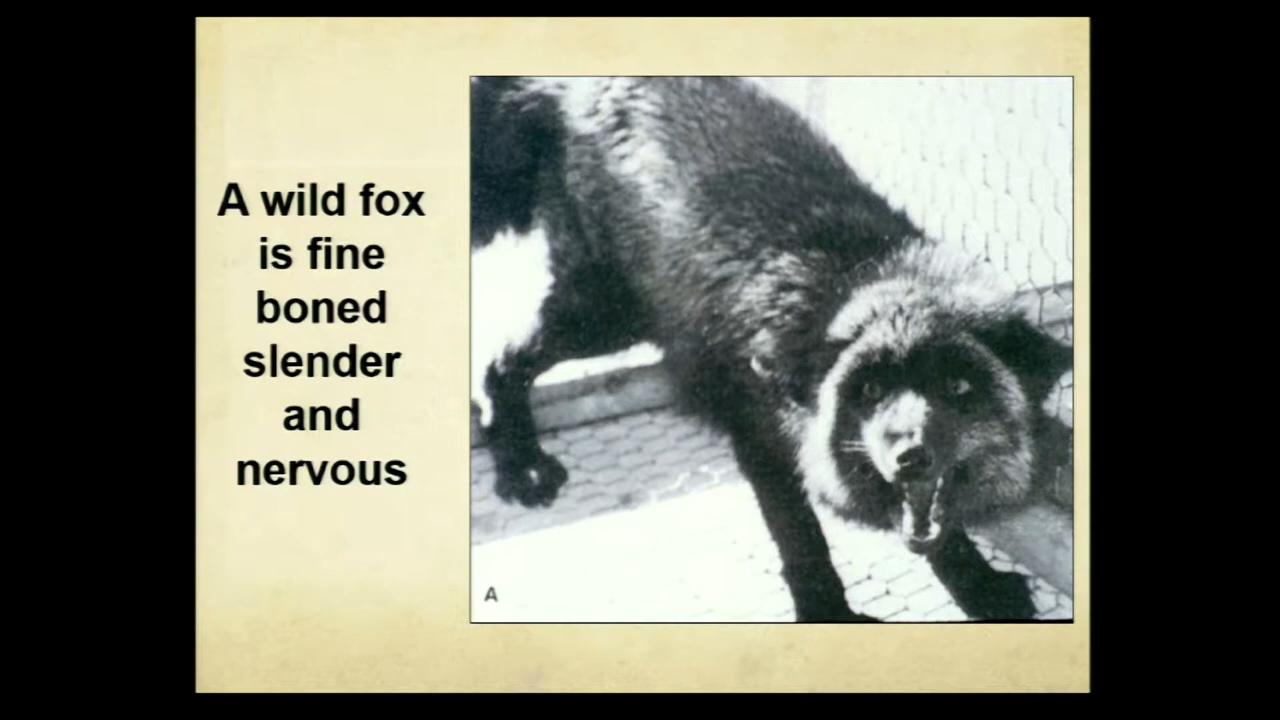 A wild fox
is fine
boned
slender
and
nervous
A